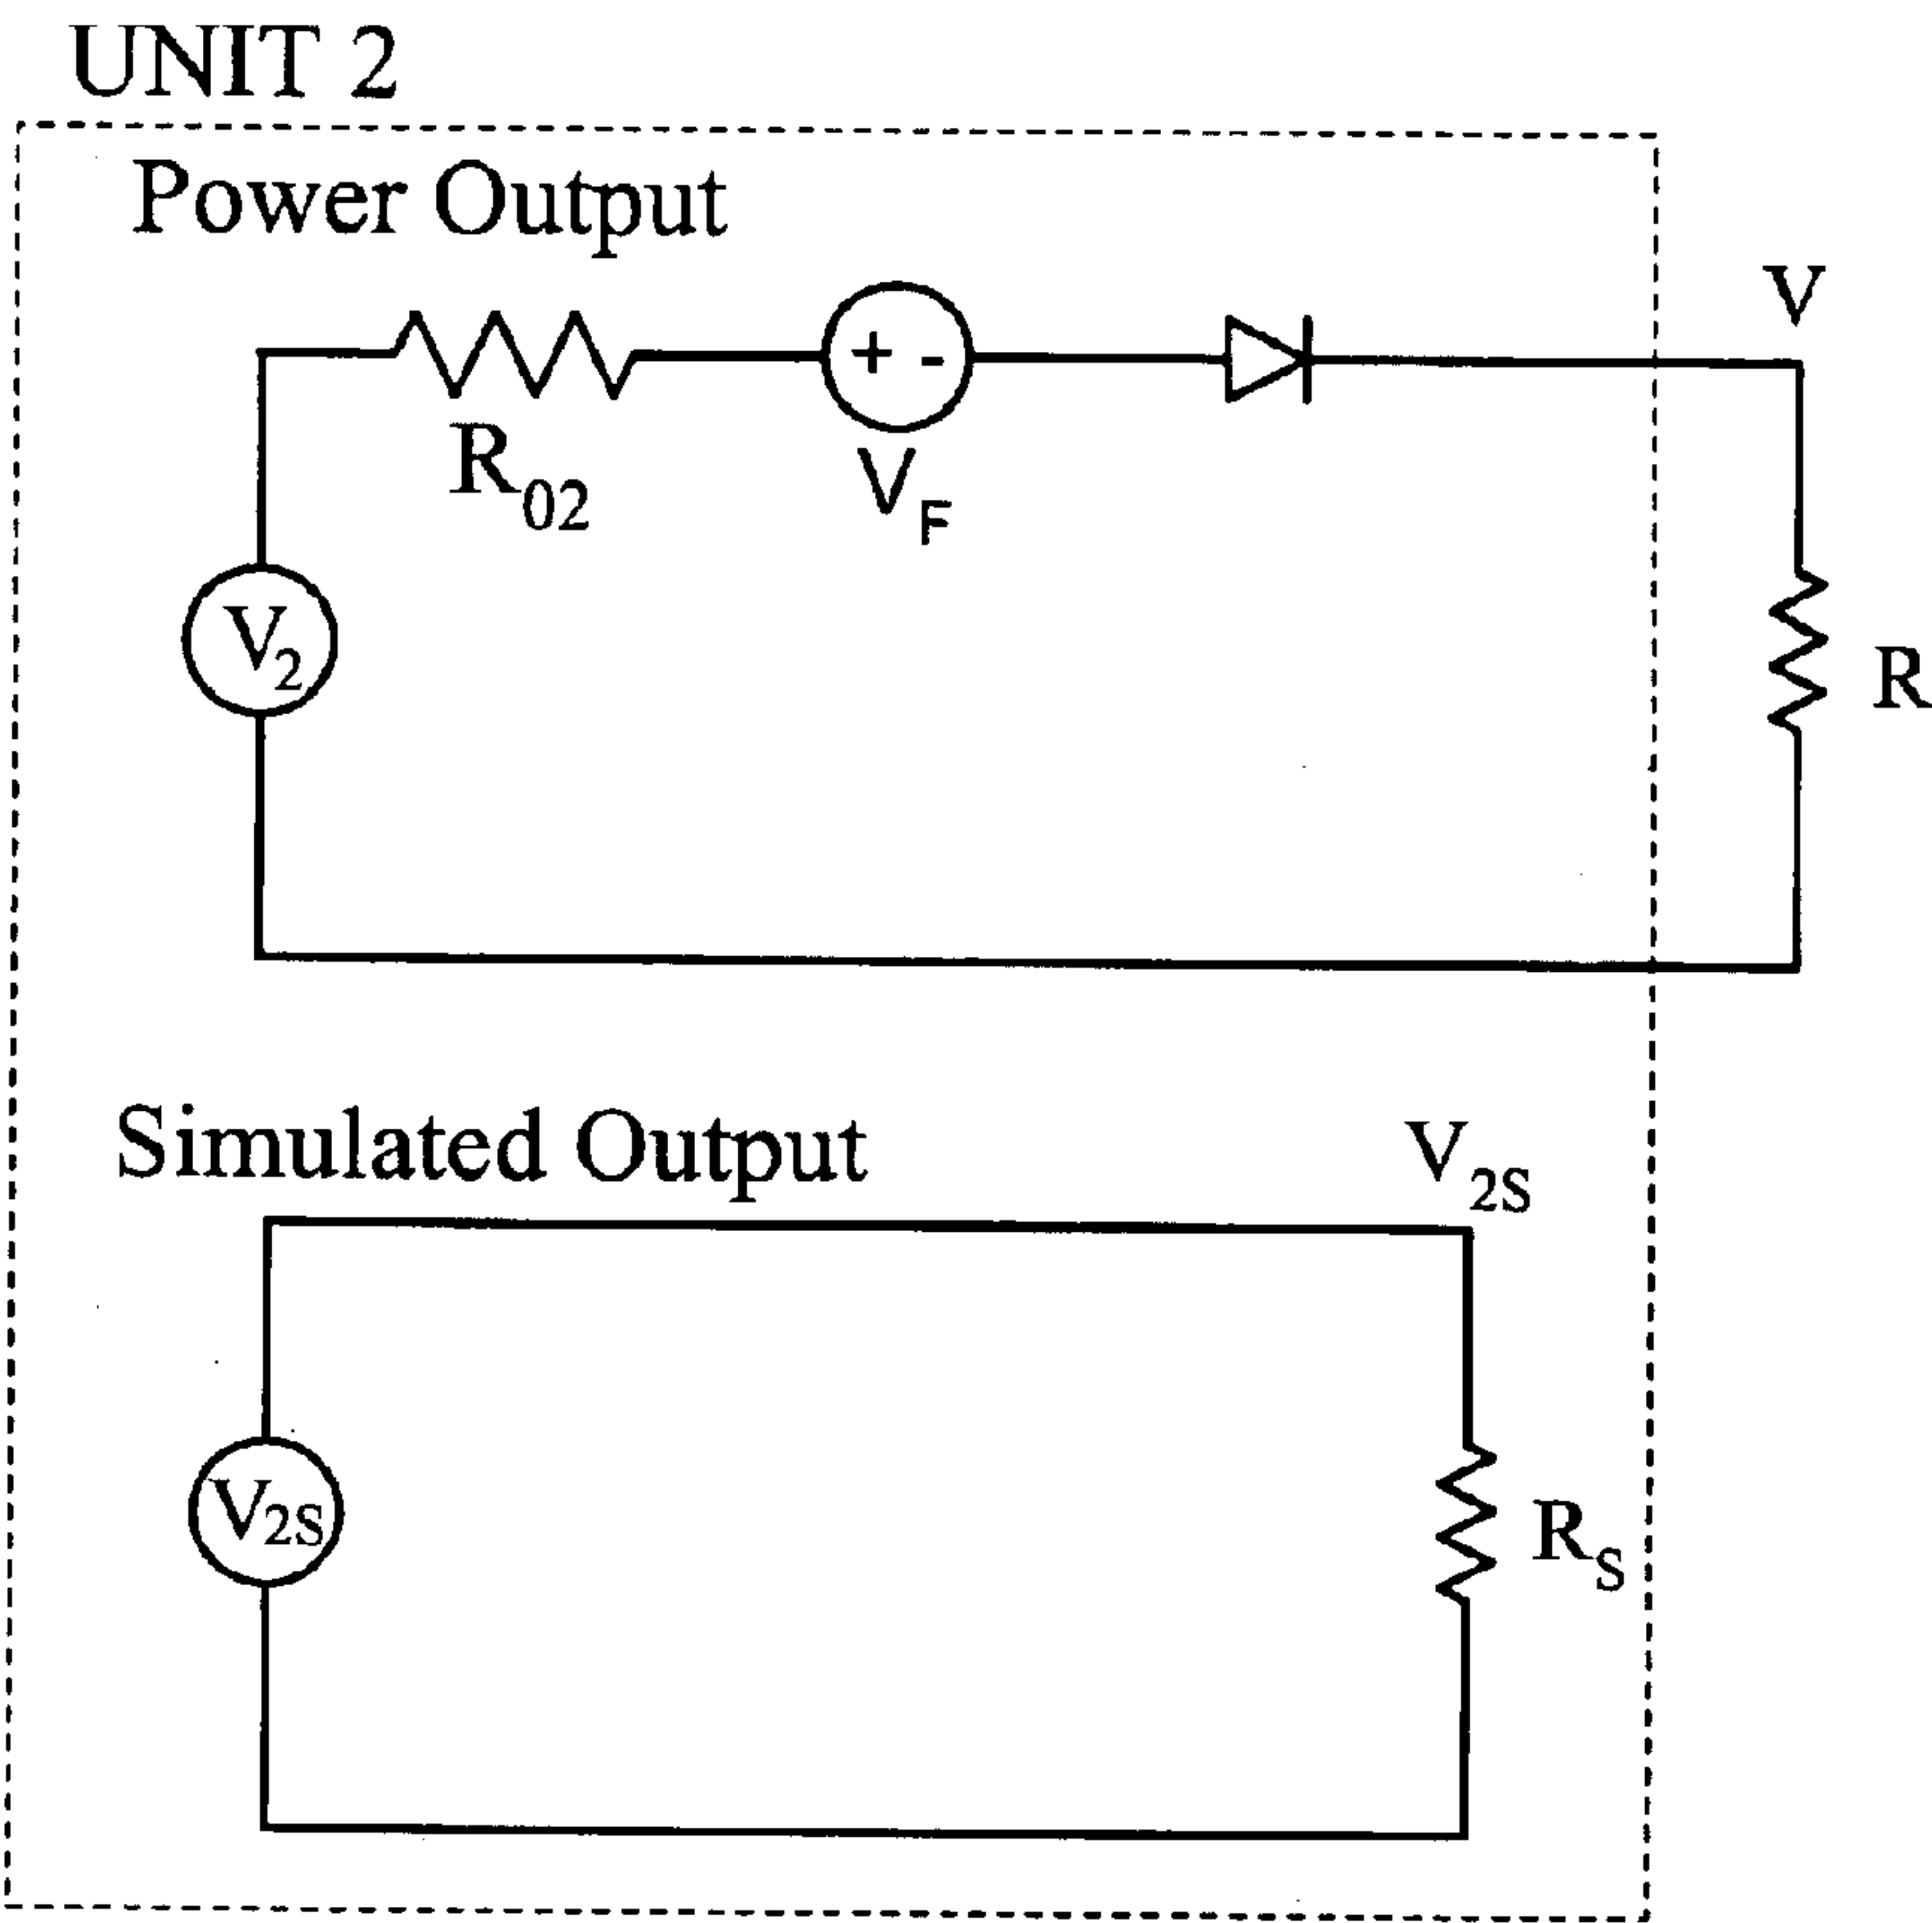 UNIT 2
Power Output
V
R02
+ -
VF
V2
R
Simulated Output
V2S
V2S
RS